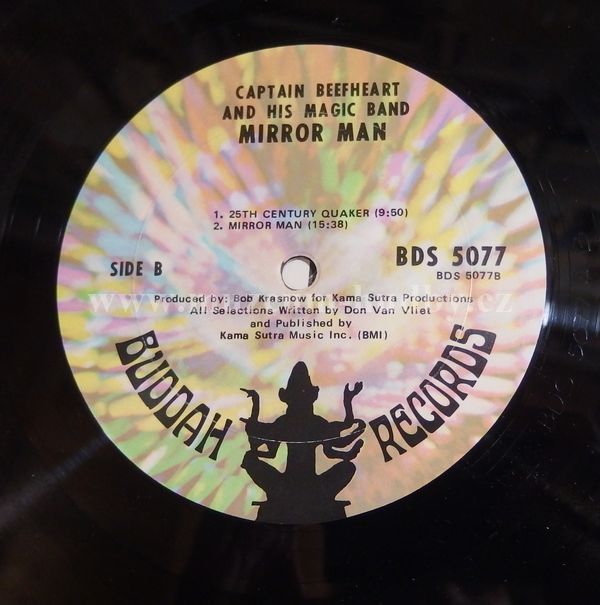 CAPTAIN BEEFHEART
AND HIS MAGIC BAND
MIRROR MAN
1. 25TH CENTURY QUAKER (9:50)
2. MIRROR MAN (15:38)
SIDE B
BDS 5077
BDS 5077B
Produced by: Bob Krasnow for Kama Sutra Productions
All Selections Written by Don Van Vliet
and Published by
Kama Sutra Music Inc. (BMI)
BUDDAH RECORDS